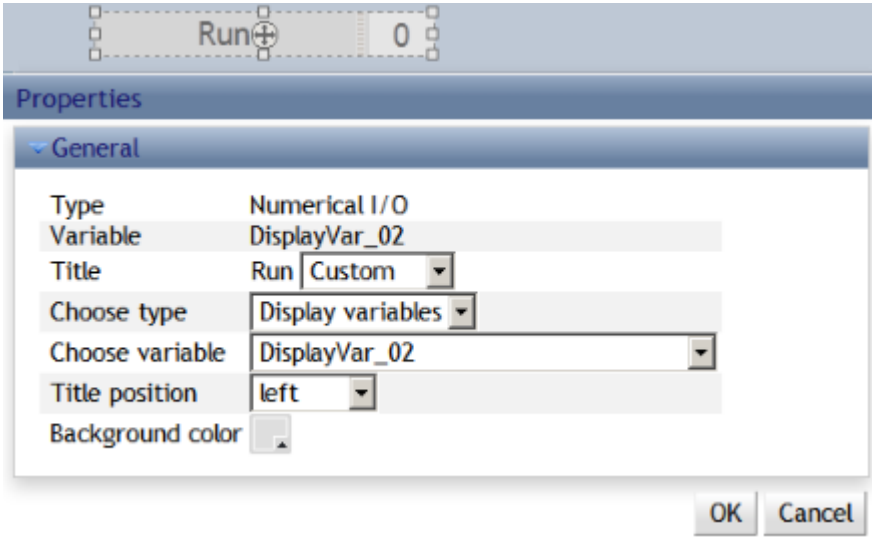 Run 0
Properties
General
Type Numerical I/O
Variable DisplayVar_02
Title Run Custom
Choose type Display variables
Choose variable DisplayVar_02
Title position left
Background color
OK Cancel